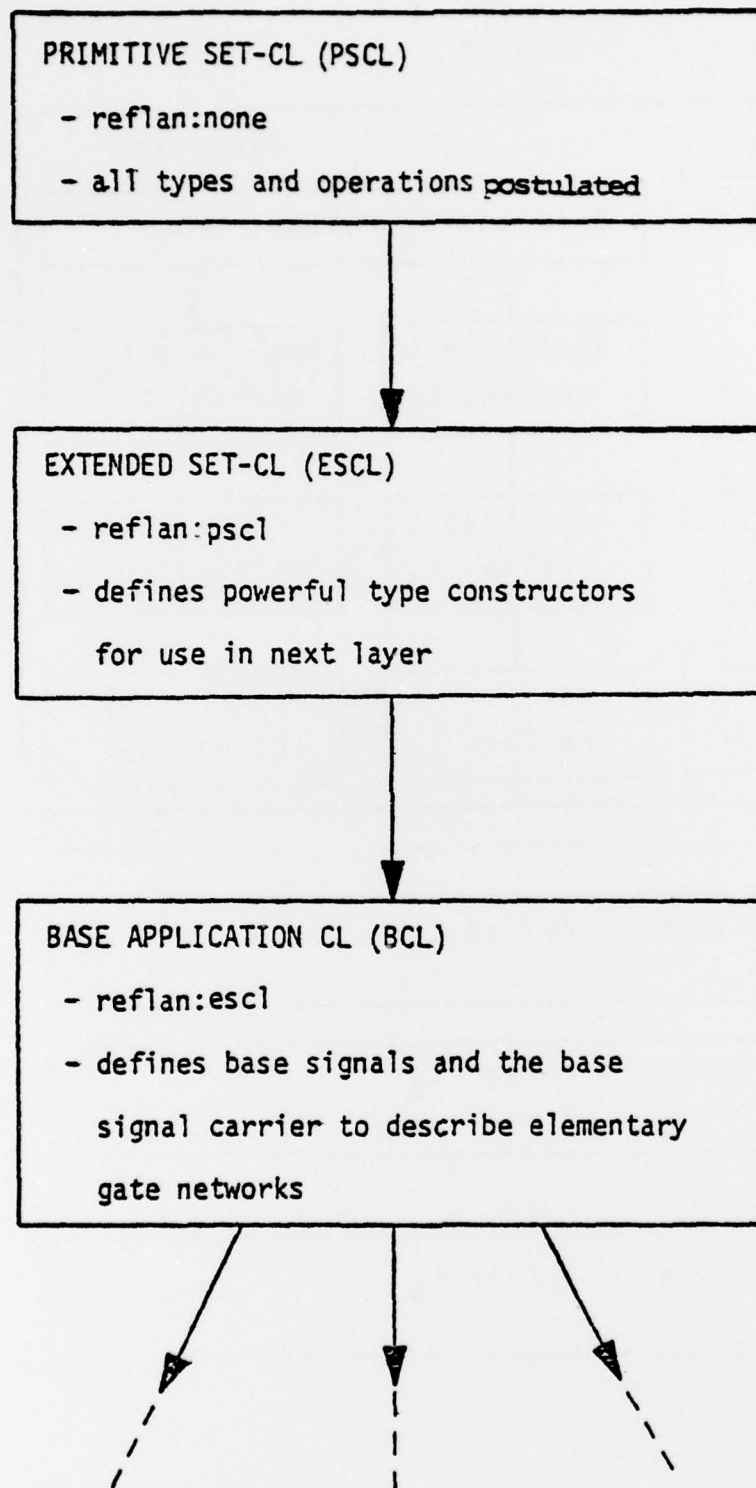 PRIMITIVE SET-CL (PSCL)
- reflan:none
- all types and operations postulated
EXTENDED SET-CL (ESCL)
- reflan:pscl
- defines powerful type constructors
for use in next layer
BASE APPLICATION CL (BCL)
- reflan:escl
- defines base signals and the base
signal carrier to describe elementary
gate networks